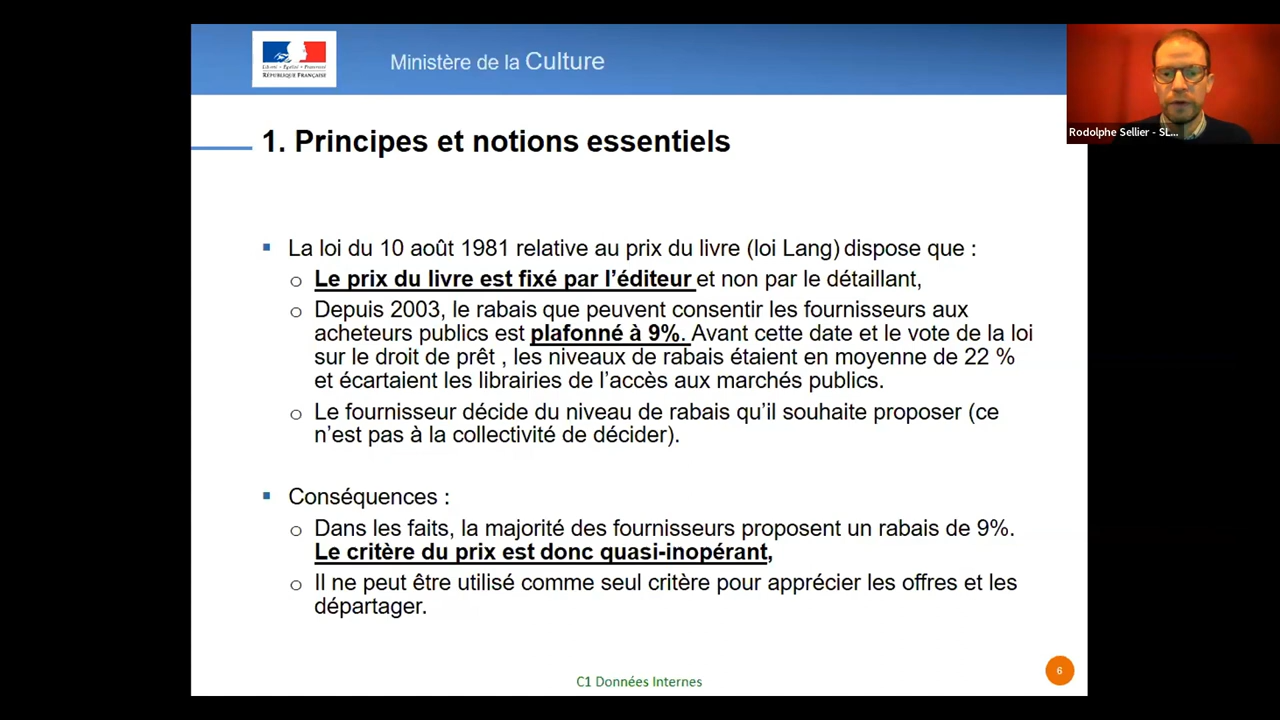 Liberté • Égalité • Fraternité
RÉPUBLIQUE FRANÇAISE
Ministère de la Culture
Rodolphe Sellier - SL...
1. Principes et notions essentiels
La loi du 10 août 1981 relative au prix du livre (loi Lang) dispose que :
Le prix du livre est fixé par l'éditeur et non par le détaillant,
Depuis 2003, le rabais que peuvent consentir les fournisseurs aux
acheteurs publics est plafonné à 9%. Avant cette date et le vote de la loi
sur le droit de prêt , les niveaux de rabais étaient en moyenne de 22 %
et écartaient les librairies de l'accès aux marchés publics.
Le fournisseur décide du niveau de rabais qu'il souhaite proposer (ce
n'est pas à la collectivité de décider).
Conséquences :
Dans les faits, la majorité des fournisseurs proposent un rabais de 9%.
Le critère du prix est donc quasi-inopérant,
Il ne peut être utilisé comme seul critère pour apprécier les offres et les
départager.
C1 Données Internes
6